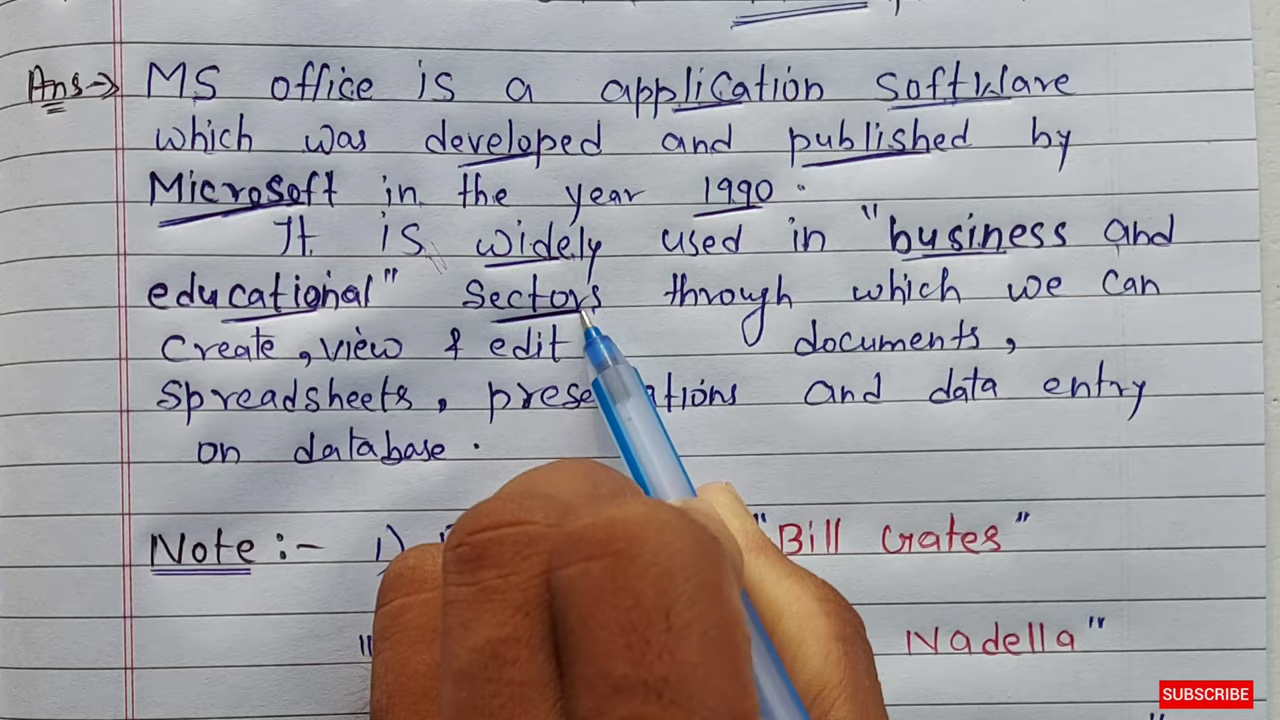 Ans → MS office is a application software
which was developed and published by
Microsoft in the year 1990.
It is widely used in "business and
educational" sectors through which we can
create, view & edit documents,
spreadsheets, presentations and data entry
on database.
Note :- 1) "Bill Gates"
" Nadella"
SUBSCRIBE